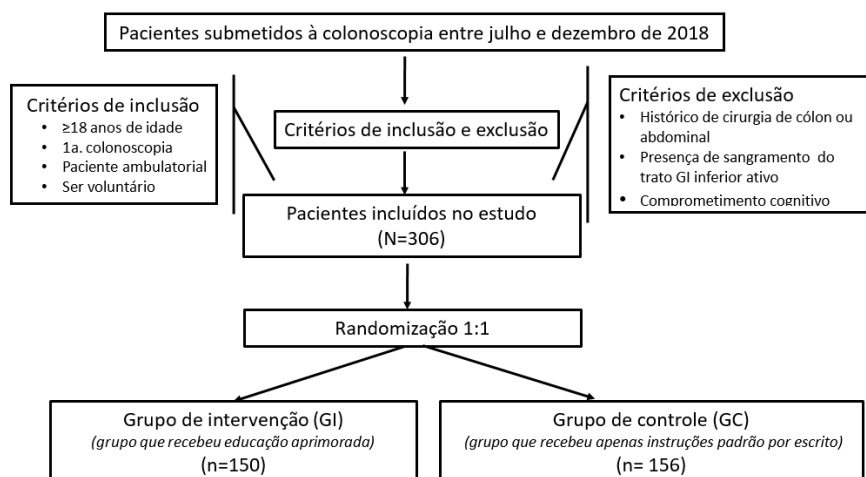 Pacientes submetidos à colonoscopia entre julho e dezembro de 2018
Critérios de inclusão
• ≥18 anos de idade
• 1a. colonoscopia
• Paciente ambulatorial
• Ser voluntário
Critérios de inclusão e exclusão
Critérios de exclusão
• Histórico de cirurgia de cólon ou
abdominal
• Presença de sangramento do
trato GI inferior ativo
• Comprometimento cognitivo
Pacientes incluídos no estudo
(N=306)
Randomização 1:1
Grupo de intervenção (GI)
(grupo que recebeu educação aprimorada)
(n=150)
Grupo de controle (GC)
(grupo que recebeu apenas instruções padrão por escrito)
(n= 156)